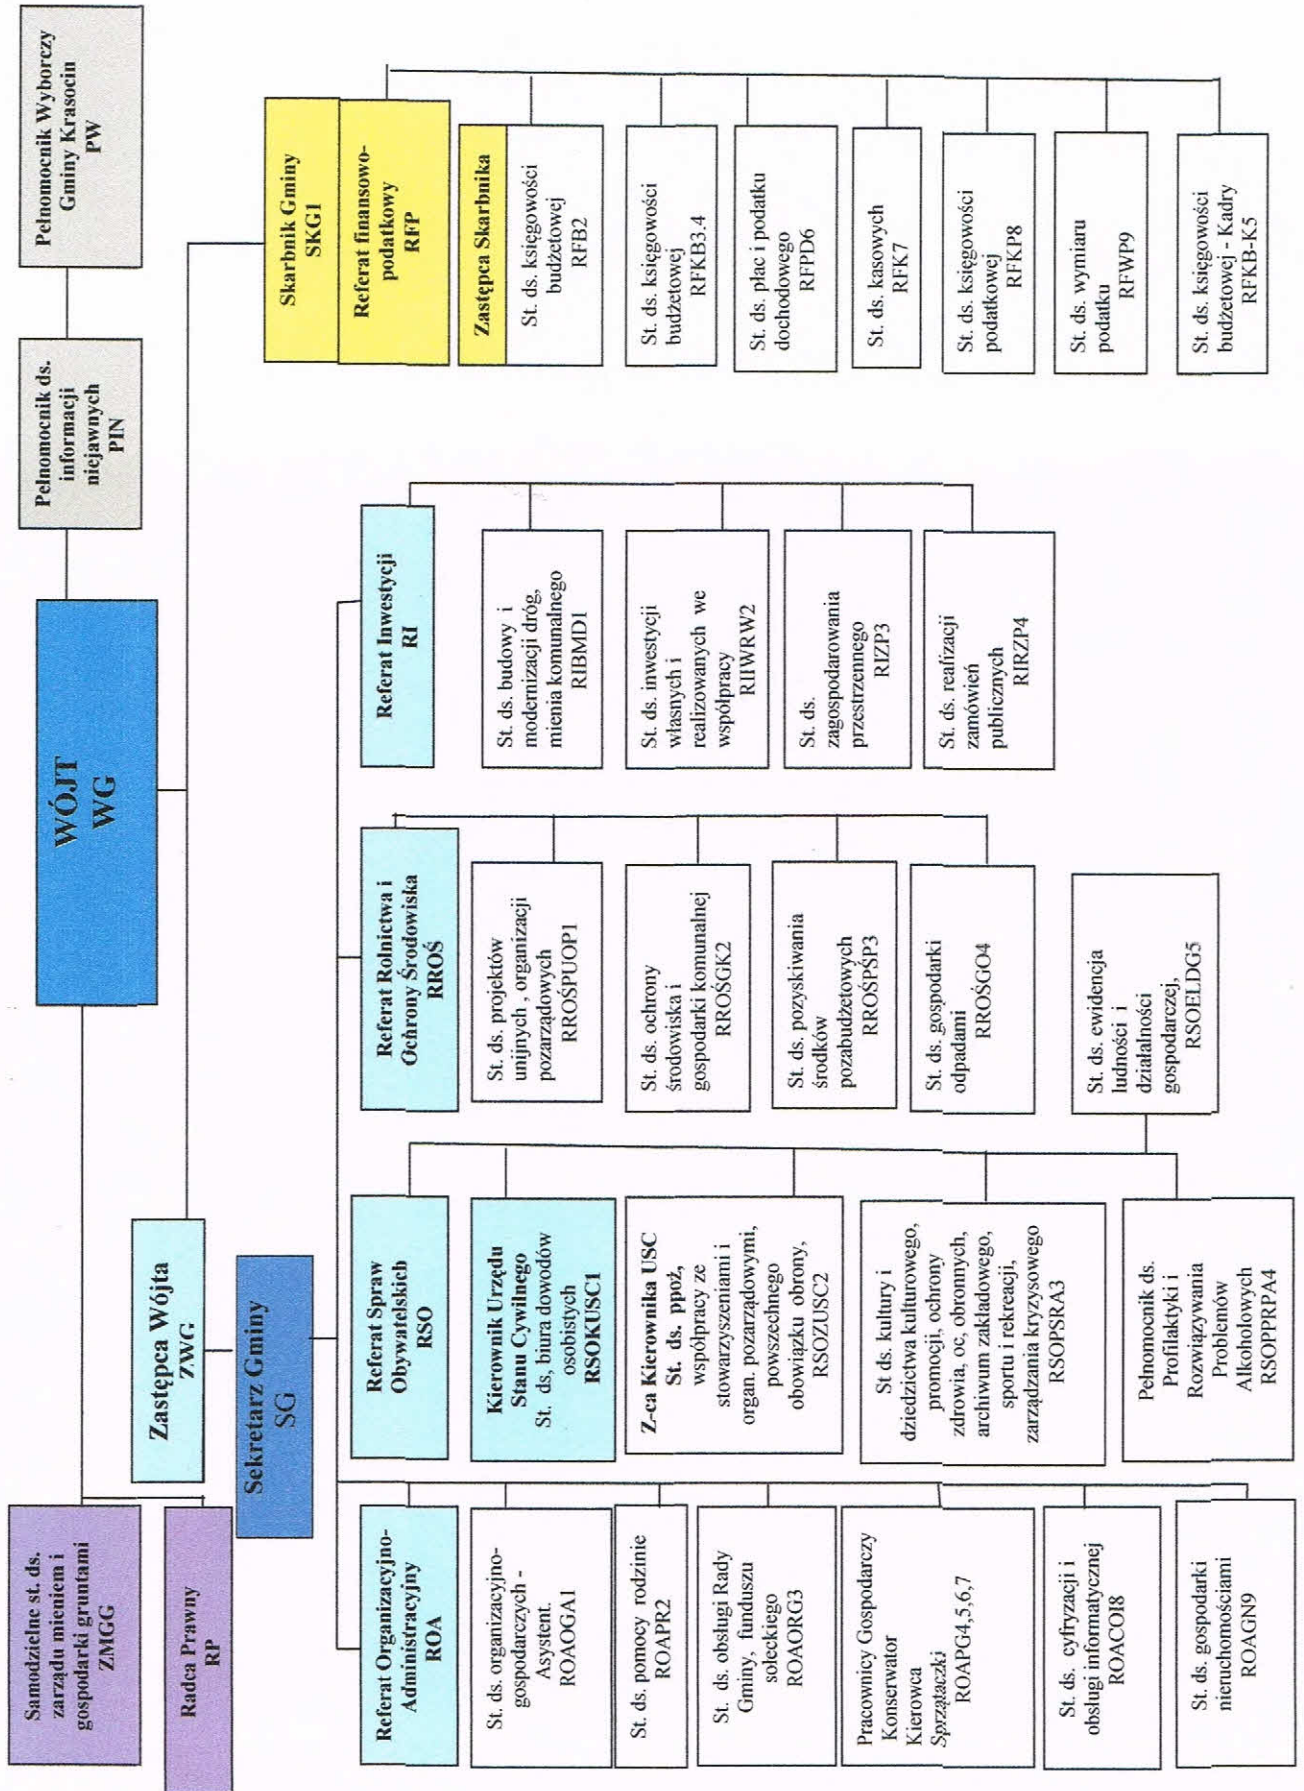 Samodzielne st. ds.
zarządu mieniem i
gospodarki gruntami
ZMGG
Radca Prawny
RP
WÓJT
WG
Pełnomocnik ds.
informacji
niejawnych
PIN
Pełnomocnik Wyborczy
Gminy Krasocin
PW
Zastępca Wójta
ZWG
Sekretarz Gminy
SG
Skarbnik Gminy
SKG1
Referat finansowo-
podatkowy
RFP
Zastępca Skarbnika
St. ds. księgowości
budżetowej
RFB2
St. ds. księgowości
budżetowej
RFKB3.4
St. ds. płac i podatku
dochodowego
RFPD6
St. ds. kasowych
RFK7
St. ds. księgowości
podatkowej
RFKP8
St. ds. wymiaru
podatku
RFWP9
St. ds. księgowości
budżetowej - Kadry
RFKB-K5
Referat Organizacyjno-
Administracyjny
ROA
St. ds. organizacyjno-
gospodarczych -
Asystent.
ROAOGA1
St. ds. pomocy rodzinie
ROAPR2
St. ds. obsługi Rady
Gminy, funduszu
sołeckiego
ROAORG3
Pracownicy Gospodarczy
Konserwator
Kierowca
Sprzątaczki
ROAPG4,5,6,7
St. ds. cyfryzacji i
obsługi informatycznej
ROACOI8
St. ds. gospodarki
nieruchomościami
ROAGN9
Referat Spraw
Obywatelskich
RSO
Kierownik Urzędu
Stanu Cywilnego
St. ds, biura dowodów
osobistych
RSOKUSC1
Z-ca Kierownika USC
St. ds. ppoż,
współpracy ze
stowarzyszeniami i
organ. pozarządowymi,
powszechnego
obowiązku obrony,
RSOZUSC2
St ds. kultury i
dziedzictwa kulturowego,
promocji, ochrony
zdrowia, oc, obronnych,
archiwum zakładowego,
sportu i rekreacji,
zarządzania kryzysowego
RSOPSRA3
Pełnomocnik ds.
Profilaktyki i
Rozwiązywania
Problemów
Alkoholowych
RSOPPRPA4
St. ds. ewidencja
ludności i
działalności
gospodarczej,
RSOELDG5
Referat Rolnictwa i
Ochrony Środowiska
RROŚ
St. ds. projektów
unijnych , organizacji
pozarządowych
RROŚPUOP1
St. ds. ochrony
środowiska i
gospodarki komunalnej
RROŚGK2
St. ds. pozyskiwania
środków
pozabudżetowych
RROŚPSP3
St. ds. gospodarki
odpadami
RROŚGO4
Referat Inwestycji
RI
St. ds. budowy i
modernizacji dróg,
mienia komunalnego
RIBMD1
St. ds. inwestycji
własnych i
realizowanych we
współpracy
RIIWRW2
St. ds.
zagospodarowania
przestrzennego
RIZP3
St. ds. realizacji
zamówień
publicznych
RIRZP4